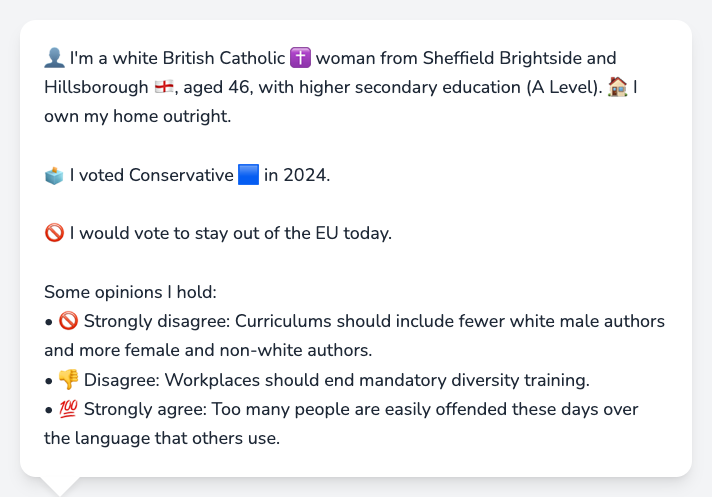 👤 I'm a white British Catholic ✝️ woman from Sheffield Brightside and
Hillsborough 🏴󠁧󠁢󠁥󠁮󠁧󠁿, aged 46, with higher secondary education (A Level). 🏠 I
own my home outright.
🗳️ I voted Conservative 🟦 in 2024.
🚫 I would vote to stay out of the EU today.
Some opinions I hold:
• 🚫 Strongly disagree: Curriculums should include fewer white male authors
and more female and non-white authors.
• 👎 Disagree: Workplaces should end mandatory diversity training.
• 💯 Strongly agree: Too many people are easily offended these days over
the language that others use.